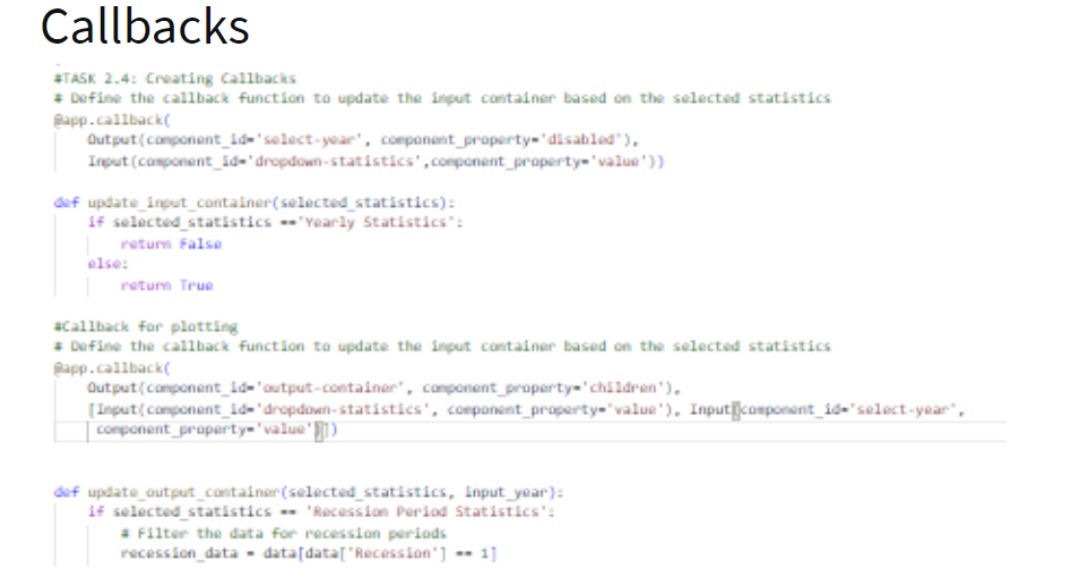 Callbacks
#TASK 2.4: Creating Callbacks
# Define the callback function to update the input container based on the selected statistics
@app.callback(
    Output(component_id='select-year', component_property='disabled'),
    Input(component_id='dropdown-statistics',component_property='value'))
def update_input_container(selected_statistics):
    if selected_statistics =='Yearly Statistics':
        return False
    else:
        return True
#Callback for plotting
# Define the callback function to update the input container based on the selected statistics
@app.callback(
    Output(component_id='output-container', component_property='children'),
    [Input(component_id='dropdown-statistics', component_property='value'), Input(component_id='select-year',
     component_property='value')])
def update_output_container(selected_statistics, input_year):
    if selected_statistics == 'Recession Period Statistics':
        # Filter the data for recession periods
        recession_data = data[data['Recession'] == 1]